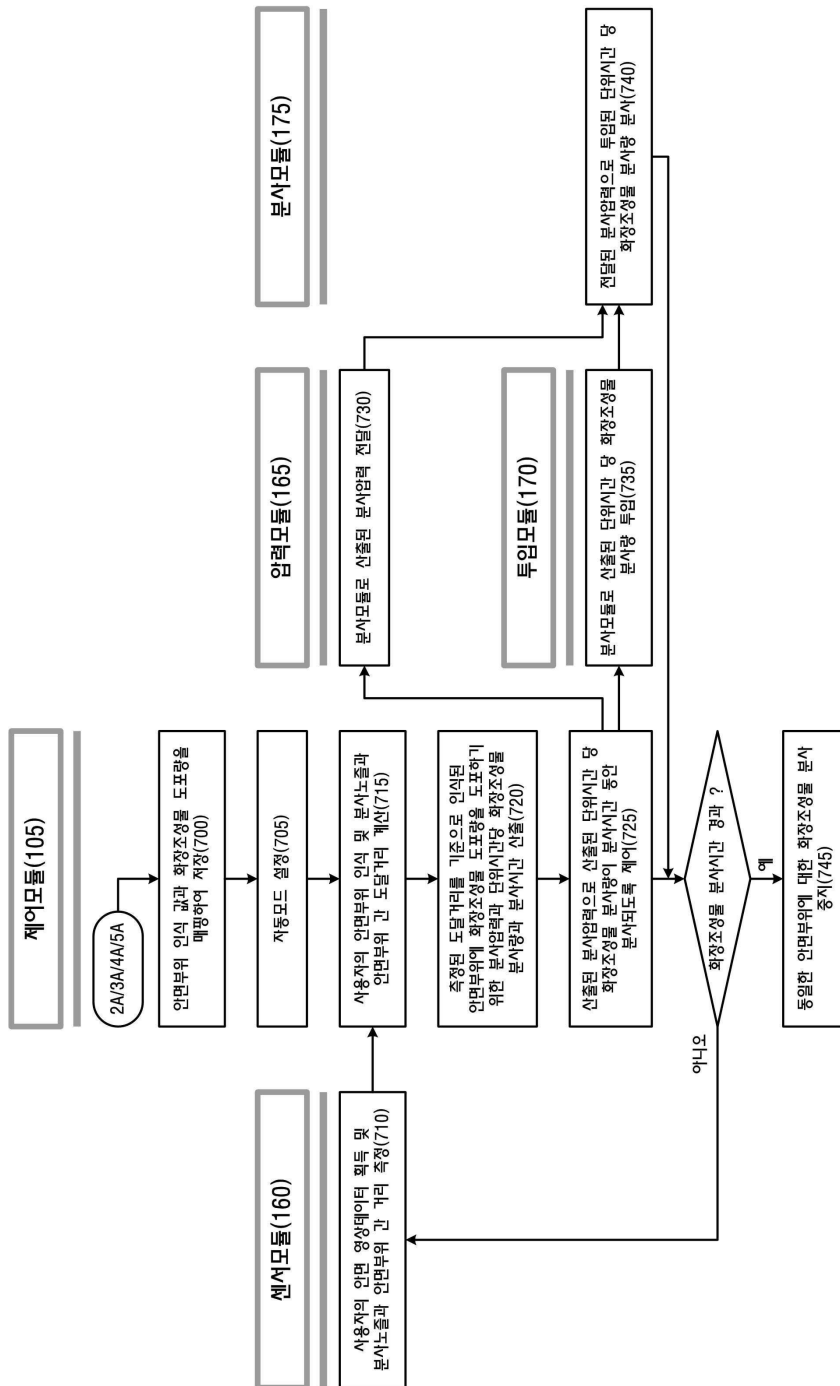 제어모듈(105)
2A/3A/4A/5A
안면부위 인식 값과 화장조성물 도포량을
매핑하여 저장(700)
자동모드 설정(705)
센서모듈(160)
사용자의 안면 영상데이터 획득 및
분사노즐과 안면부위 간 거리 측정(710)
사용자의 안면부위 인식 및 분사노즐과
안면부위 간 도달거리 계산(715)
측정된 도달거리를 기준으로 인식된
안면부위에 화장조성물 도포량을 도포하기
위한 분사압력과 단위시간당 화장조성물
분사량과 분사시간 산출(720)
산출된 분사압력으로 산출된 단위시간 당
화장조성물 분사량이 분사시간 동안
분사되도록 제어(725)
압력모듈(165)
분사모듈로 산출된 분사압력 전달(730)
투입모듈(170)
분사모듈로 산출된 단위시간 당 화장조성물
분사량 투입(735)
분사모듈(175)
전달된 분사압력으로 투입된 단위시간 당
화장조성물 분사량 분사(740)
화장조성물 분사시간 경과 ?
아니오
예
동일한 안면부위에 대한 화장조성물 분사
중지(745)